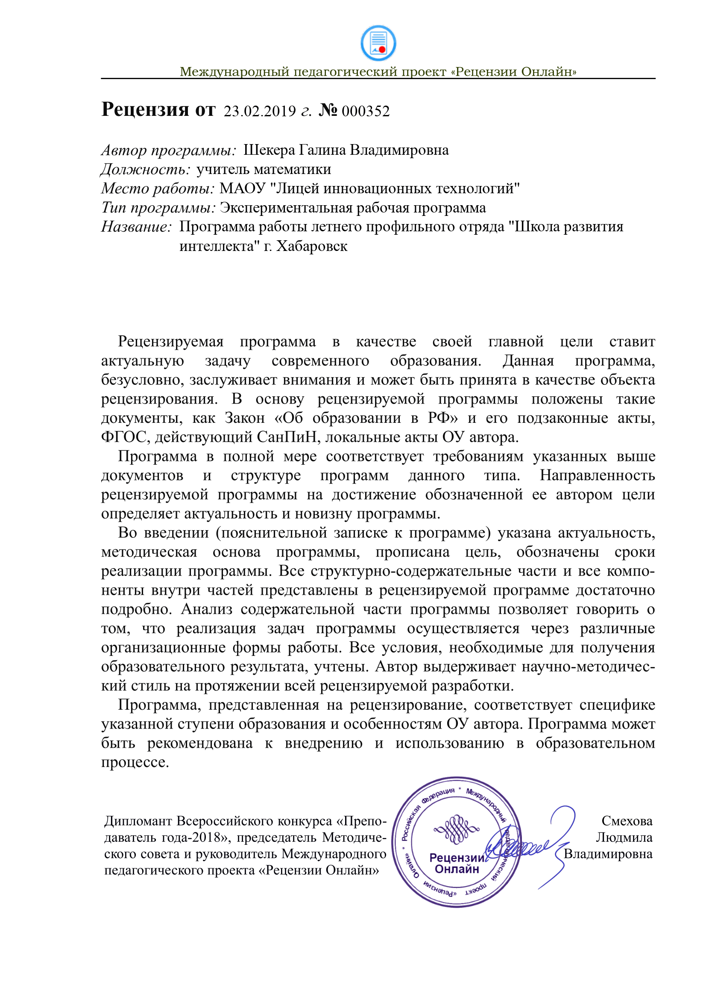 Международный педагогический проект «Рецензии Онлайн»
Рецензия от 23.02.2019 г. № 000352
Автор программы: Шекера Галина Владимировна
Должность: учитель математики
Место работы: МАОУ "Лицей инновационных технологий"
Тип программы: Экспериментальная рабочая программа
Название: Программа работы летнего профильного отряда "Школа развития
интеллекта" г. Хабаровск
Рецензируемая программа в качестве своей главной цели ставит
актуальную задачу современного образования. Данная программа,
безусловно, заслуживает внимания и может быть принята в качестве объекта
рецензирования. В основу рецензируемой программы положены такие
документы, как Закон «Об образовании в РФ» и его подзаконные акты,
ФГОС, действующий СанПиН, локальные акты ОУ автора.
Программа в полной мере соответствует требованиям указанных выше
документов и структуре программ данного типа. Направленность
рецензируемой программы на достижение обозначенной ее автором цели
определяет актуальность и новизну программы.
Во введении (пояснительной записке к программе) указана актуальность,
методическая основа программы, прописана цель, обозначены сроки
реализации программы. Все структурно-содержательные части и все компо-
ненты внутри частей представлены в рецензируемой программе достаточно
подробно. Анализ содержательной части программы позволяет говорить о
том, что реализация задач программы осуществляется через различные
организационные формы работы. Все условия, необходимые для получения
образовательного результата, учтены. Автор выдерживает научно-методичес-
кий стиль на протяжении всей рецензируемой разработки.
Программа, представленная на рецензирование, соответствует специфике
указанной ступени образования и особенностям ОУ автора. Программа может
быть рекомендована к внедрению и использованию в образовательном
процессе.
Дипломант Всероссийского конкурса «Препо-
даватель года-2018», председатель Методиче-
ского совета и руководитель Международного
педагогического проекта «Рецензии Онлайн»
Российская Федерация * Международный педагогический проект «Рецензии Онлайн» *
Рецензии
Онлайн
Смехова
Людмила
Владимировна